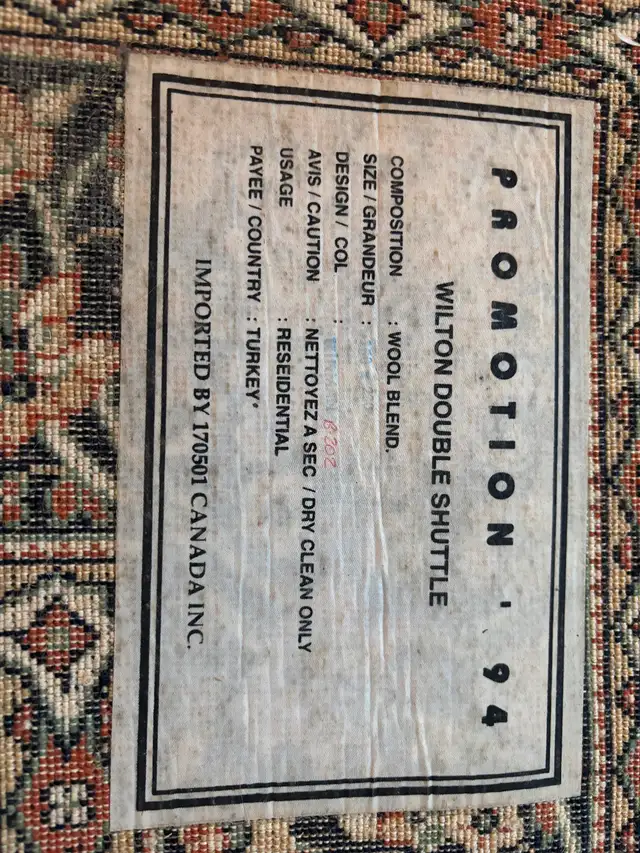 PROMOTION '94
WILTON DOUBLE SHUTTLE
COMPOSITION : WOOL BLEND.
SIZE / GRANDEUR :
DESIGN / COL : B202
AVIS / CAUTION : NETTOYEZ A SEC / DRY CLEAN ONLY
USAGE : RESEIDENTIAL
PAYEE / COUNTRY : TURKEY*
IMPORTED BY 170501 CANADA INC.